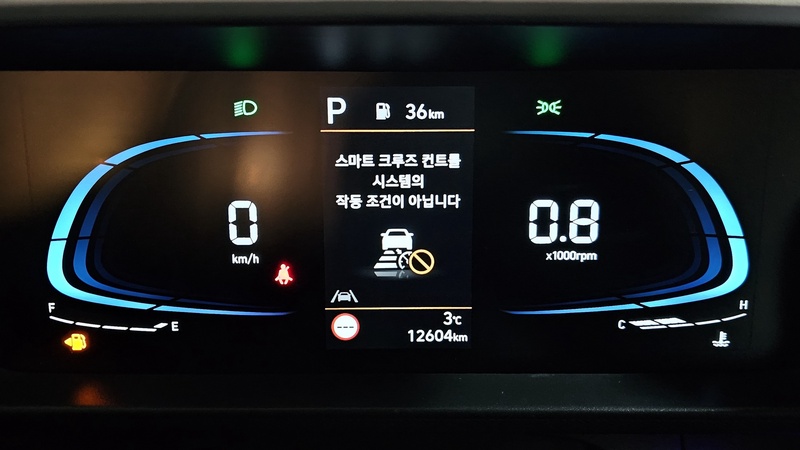 P 36km
스마트 크루즈 컨트롤
시스템의
작동 조건이 아닙니다
0
km/h
0.8
x1000rpm
F
E
C
H
---
3℃
12604km